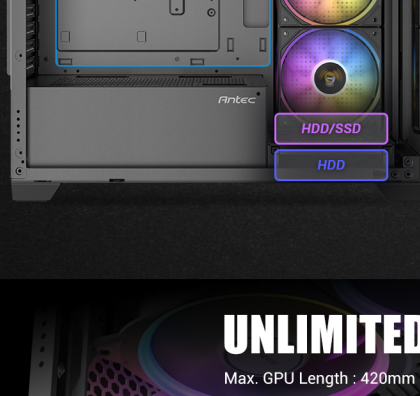 Antec
HDD/SSD
HDD
UNLIMITED
Max. GPU Length : 420mm